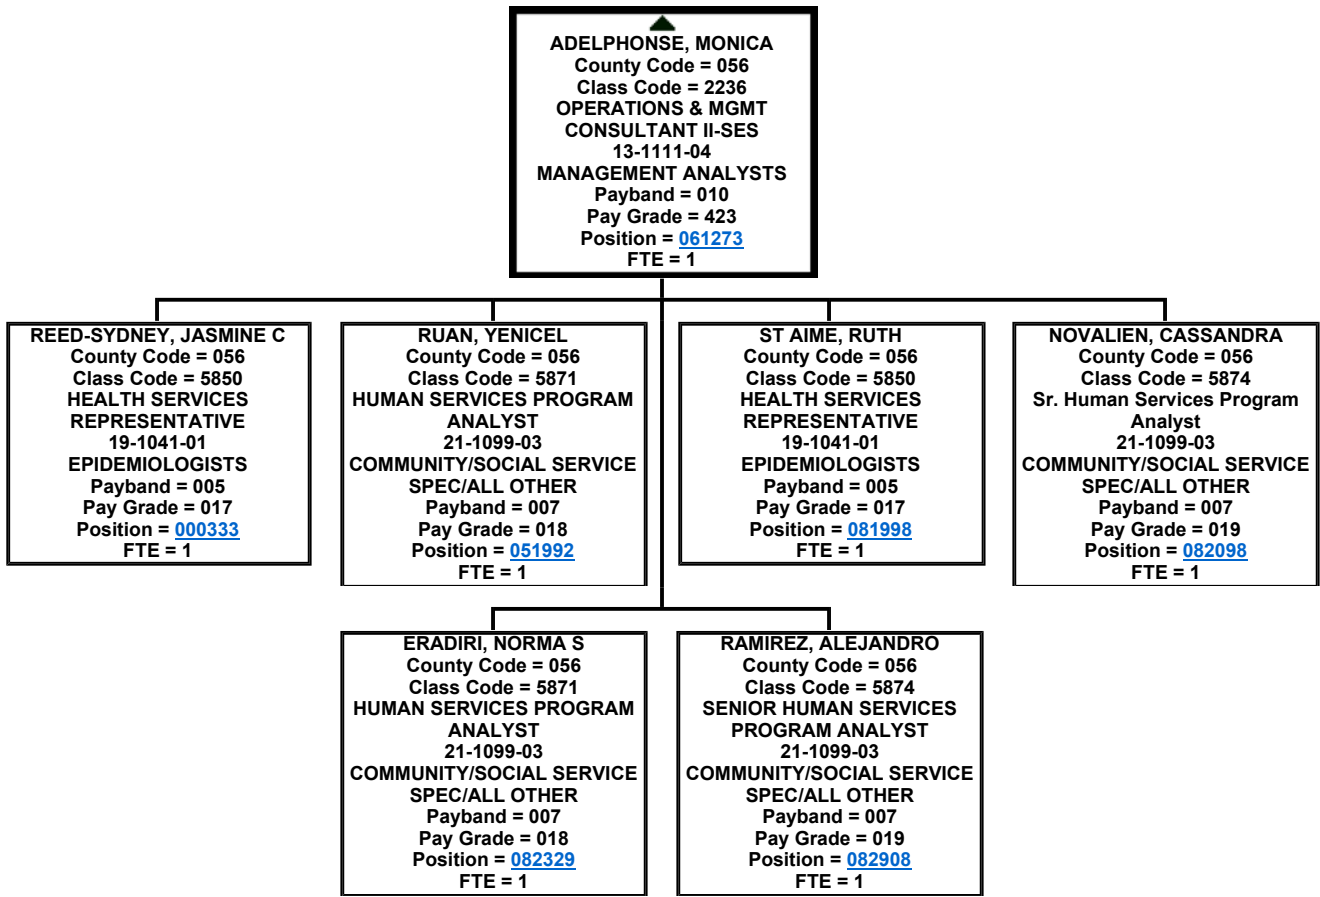 ADELPHONSE, MONICA
County Code = 056
Class Code = 2236
OPERATIONS & MGMT
CONSULTANT II-SES
13-1111-04
MANAGEMENT ANALYSTS
Payband = 010
Pay Grade = 423
Position = 061273
FTE = 1
REED-SYDNEY, JASMINE C
County Code = 056
Class Code = 5850
HEALTH SERVICES
REPRESENTATIVE
19-1041-01
EPIDEMIOLOGISTS
Payband = 005
Pay Grade = 017
Position = 000333
FTE = 1
RUAN, YENICEL
County Code = 056
Class Code = 5871
HUMAN SERVICES PROGRAM
ANALYST
21-1099-03
COMMUNITY/SOCIAL SERVICE
SPEC/ALL OTHER
Payband = 007
Pay Grade = 018
Position = 051992
FTE = 1
ST AIME, RUTH
County Code = 056
Class Code = 5850
HEALTH SERVICES
REPRESENTATIVE
19-1041-01
EPIDEMIOLOGISTS
Payband = 005
Pay Grade = 017
Position = 081998
FTE = 1
NOVALIEN, CASSANDRA
County Code = 056
Class Code = 5874
Sr. Human Services Program
Analyst
21-1099-03
COMMUNITY/SOCIAL SERVICE
SPEC/ALL OTHER
Payband = 007
Pay Grade = 019
Position = 082098
FTE = 1
ERADIRI, NORMA S
County Code = 056
Class Code = 5871
HUMAN SERVICES PROGRAM
ANALYST
21-1099-03
COMMUNITY/SOCIAL SERVICE
SPEC/ALL OTHER
Payband = 007
Pay Grade = 018
Position = 082329
FTE = 1
RAMIREZ, ALEJANDRO
County Code = 056
Class Code = 5874
SENIOR HUMAN SERVICES
PROGRAM ANALYST
21-1099-03
COMMUNITY/SOCIAL SERVICE
SPEC/ALL OTHER
Payband = 007
Pay Grade = 019
Position = 082908
FTE = 1